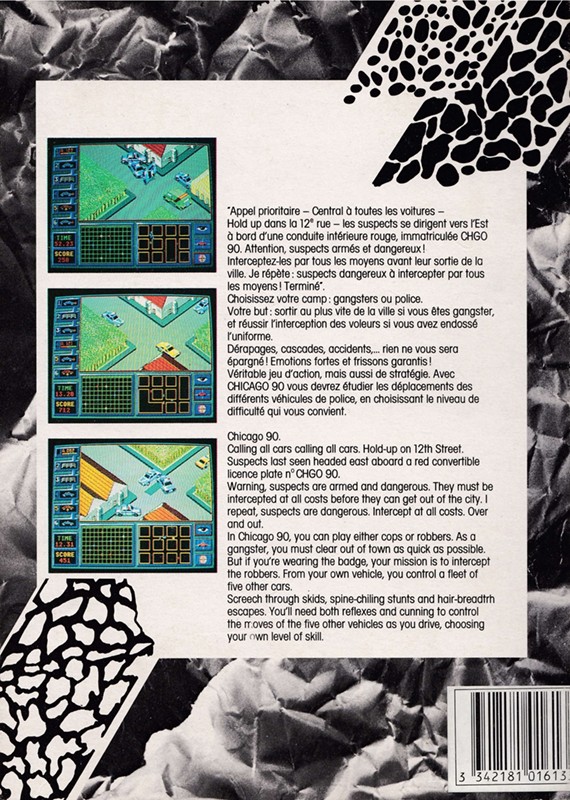 TIME
52.23
SCORE
258
TIME
13.28
SCORE
712
TIME
12.31
SCORE
451
"Appel prioritaire – Central à toutes les voitures –
Hold up dans la 12e rue – les suspects se dirigent vers l'Est
à bord d'une conduite intérieure rouge, immatriculée CHGO
90. Attention, suspects armés et dangereux!
Interceptez-les par tous les moyens avant leur sortie de la
ville. Je répète: suspects dangereux à intercepter par tous
les moyens! Terminé".
Choisissez votre camp: gangsters ou police.
Votre but: sortir au plus vite de la ville si vous êtes gangster,
et réussir l'interception des voleurs si vous avez endossé
l'uniforme.
Dérapages, cascades, accidents,... rien ne vous sera
épargné! Emotions fortes et frissons garantis!
Véritable jeu d'action, mais aussi de stratégie. Avec
CHICAGO 90 vous devrez étudier les déplacements des
différents véhicules de police, en choisissant le niveau de
difficulté qui vous convient.
Chicago 90.
Calling all cars calling all cars. Hold-up on 12th Street.
Suspects last seen headed east aboard a red convertible
licence plate n° CHGO 90.
Warning, suspects are armed and dangerous. They must be
intercepted at all costs before they can get out of the city. I
repeat, suspects are dangerous. Intercept at all costs. Over
and out.
In Chicago 90, you can play either cops or robbers. As a
gangster, you must clear out of town as quick as possible.
But if you're wearing the badge, your mission is to intercept
the robbers. From your own vehicle, you control a fleet of
five other cars.
Screech through skids, spine-chiling stunts and hair-breadtrh
escapes. You'll need both reflexes and cunning to control
the moves of the five other vehicles as you drive, choosing
your own level of skill.
3 342181 01613